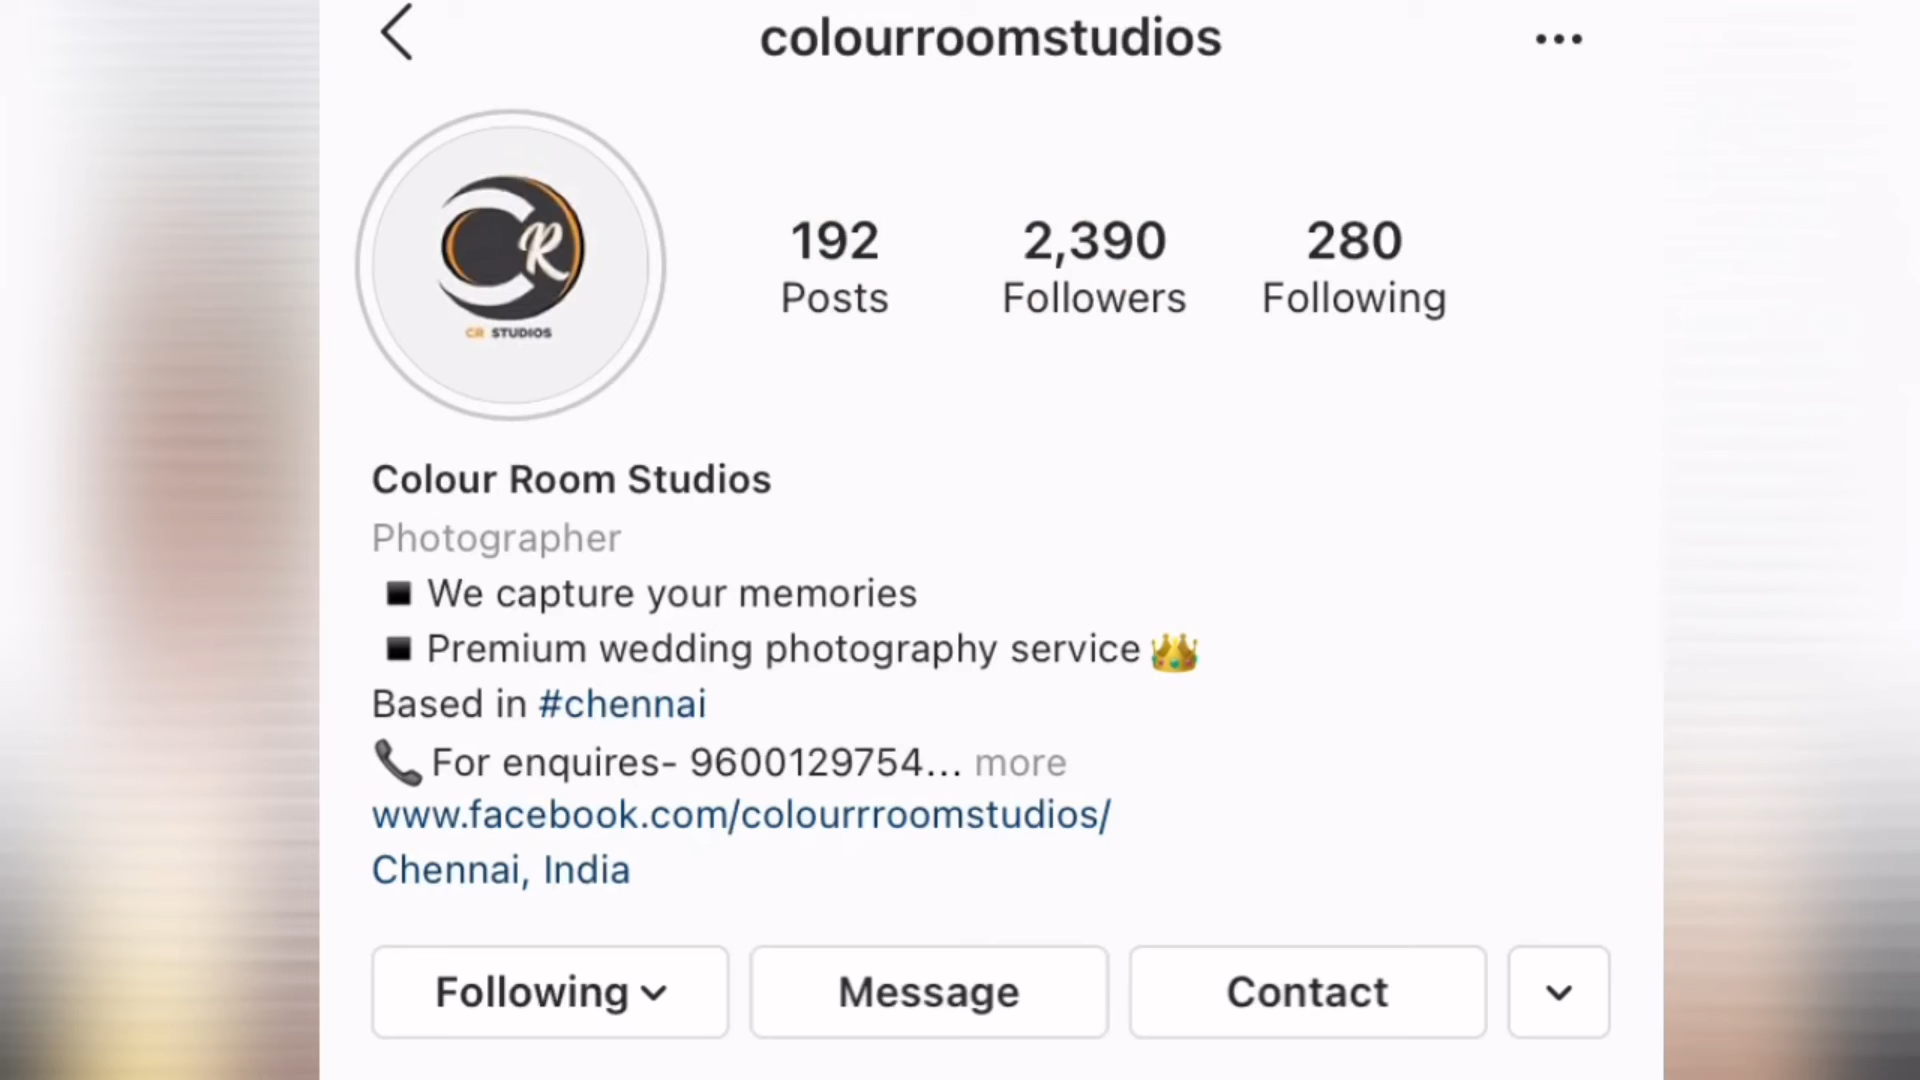 colourroomstudios
CR
CR STUDIOS
192
Posts
2,390
Followers
280
Following
Colour Room Studios
Photographer
▪️We capture your memories
▪️Premium wedding photography service👑
Based in #chennai
📞For enquires- 9600129754... more
www.facebook.com/colourrroomstudios/
Chennai, India
Following
Message
Contact